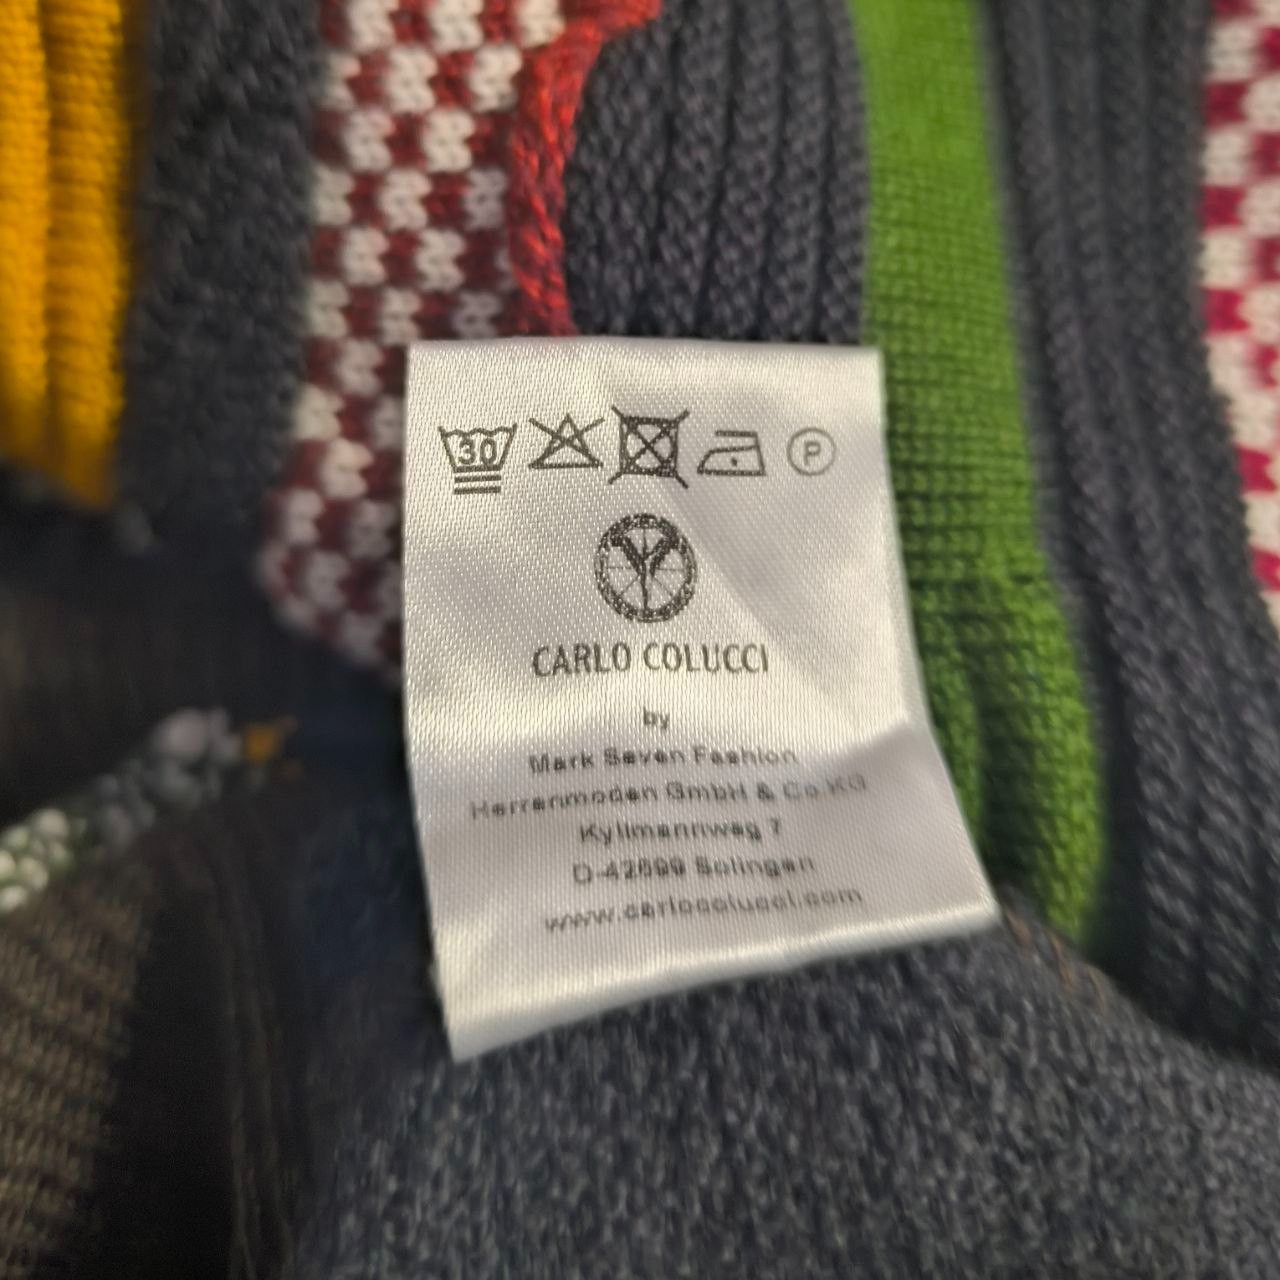 30
P
CARLO COLUCCI
by
Mark Seven Fashion
Herrenmoden GmbH & Co.KG
Kyllmannweg 7
D-42699 Solingen
www.carlocolucci.com